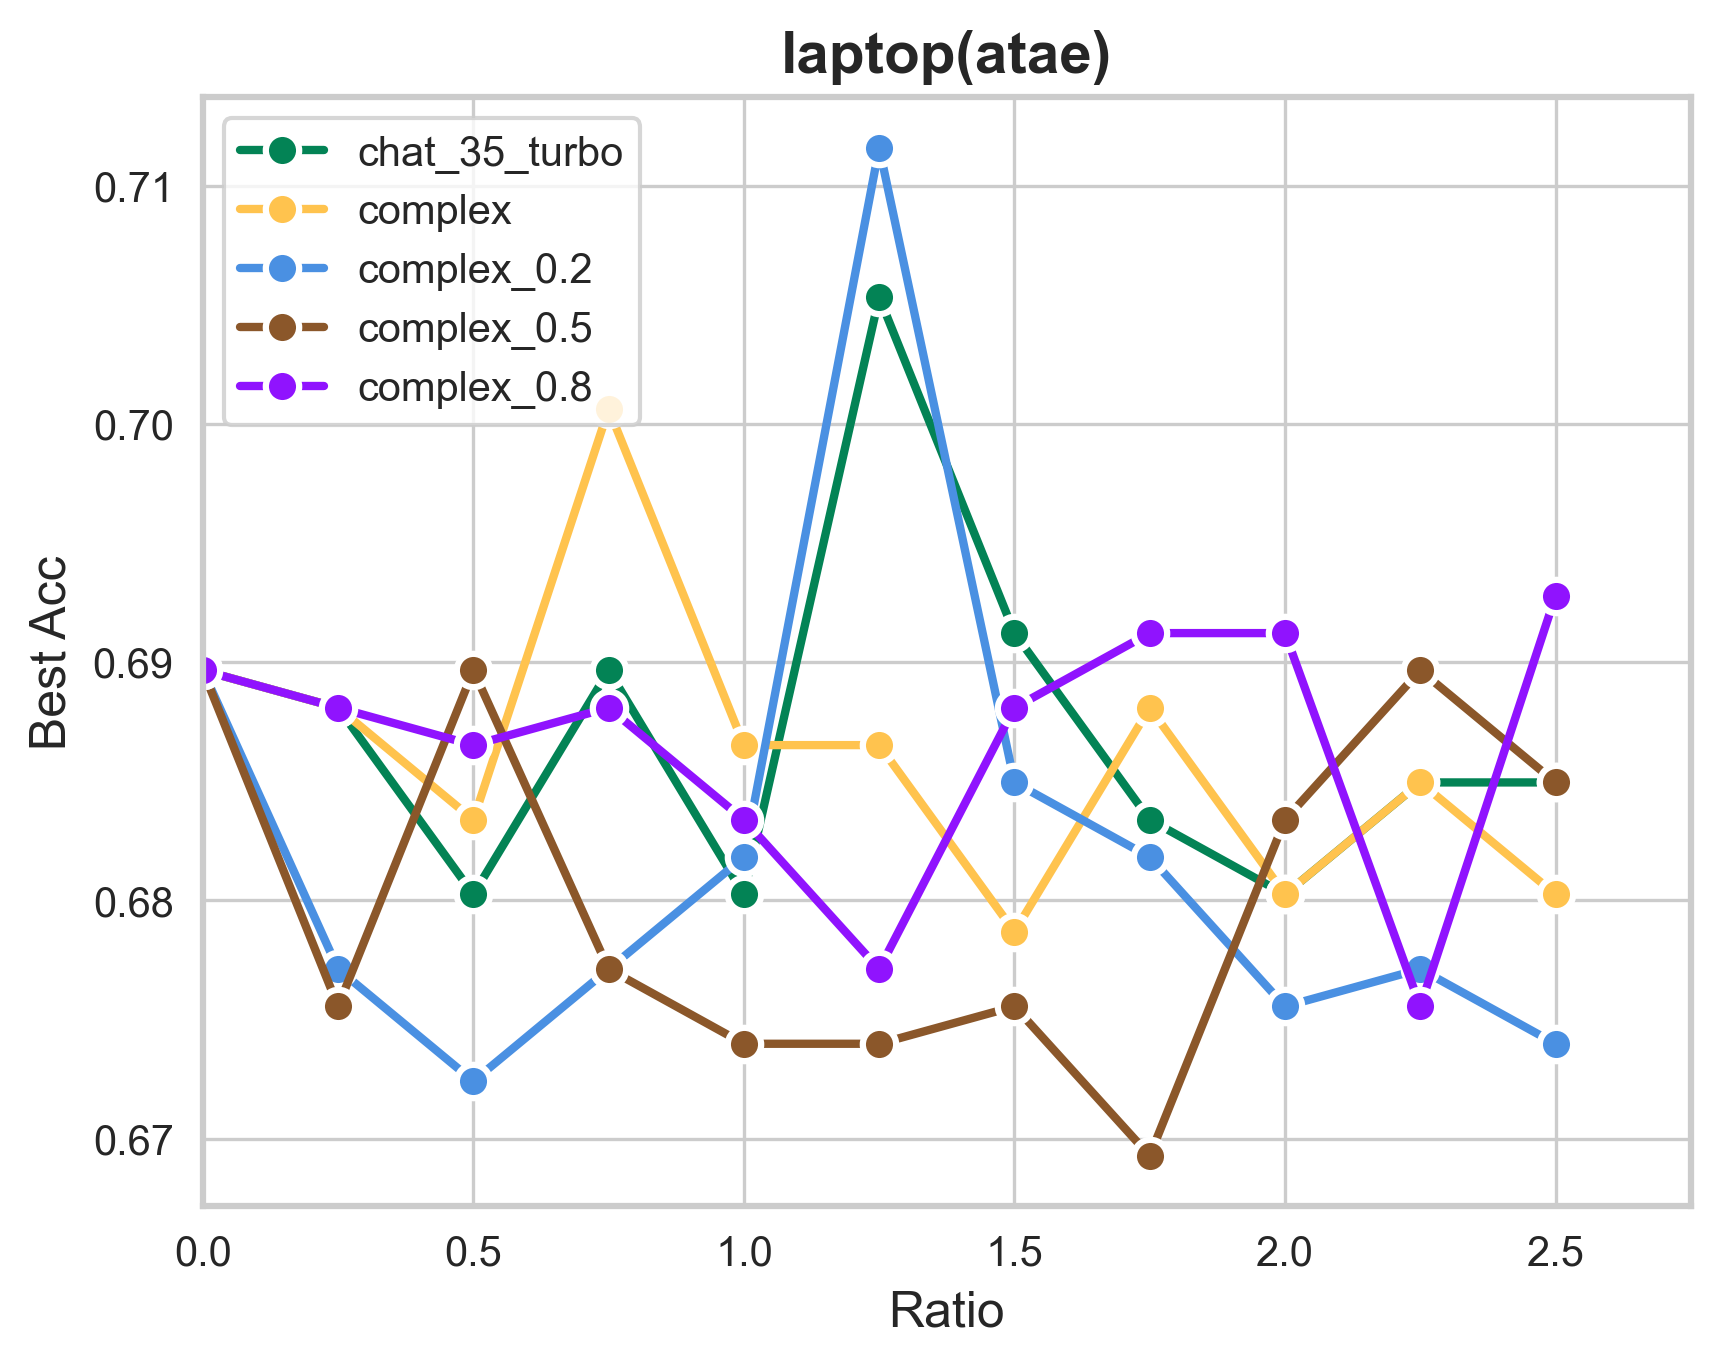 laptop(atae)
chat_35_turbo
complex
complex_0.2
complex_0.5
complex_0.8
0.71
0.70
0.69
0.68
0.67
Best Acc
0.0 0.5 1.0 1.5 2.0 2.5
Ratio